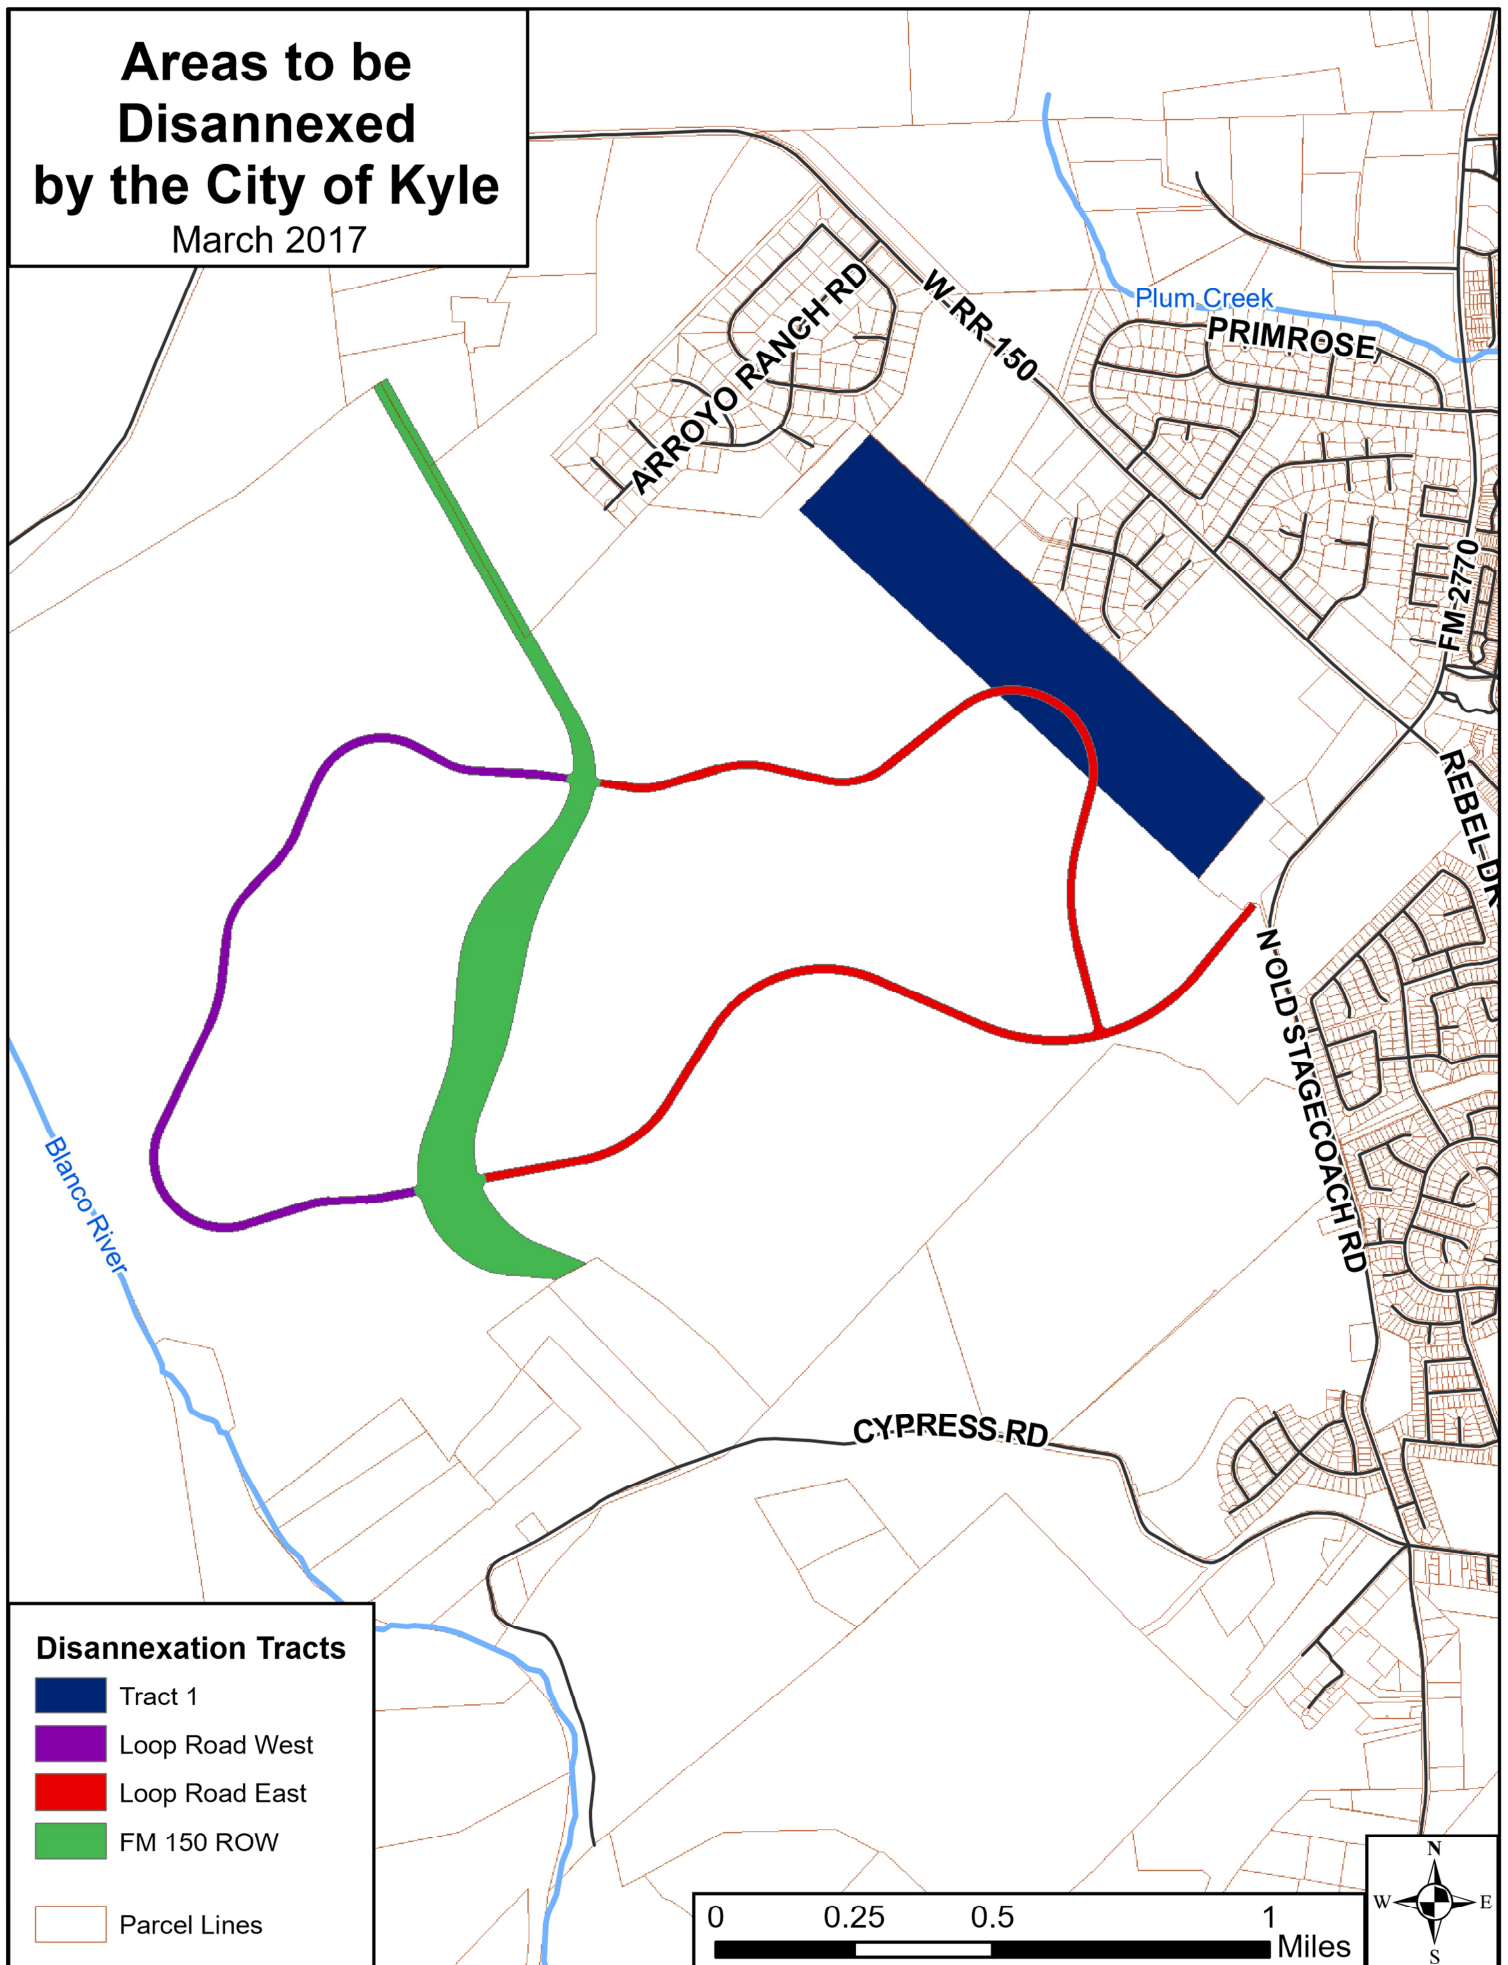 Areas to be
Disannexed
by the City of Kyle
March 2017
Plum Creek
PRIMROSE
W RR 150
ARROYO RANCH RD
FM 2770
REBEL DR
N OLD STAGECOACH RD
Blanco River
CYPRESS RD
Disannexation Tracts
Tract 1
Loop Road West
Loop Road East
FM 150 ROW
Parcel Lines
0 0.25 0.5 1
Miles
N
W E
S